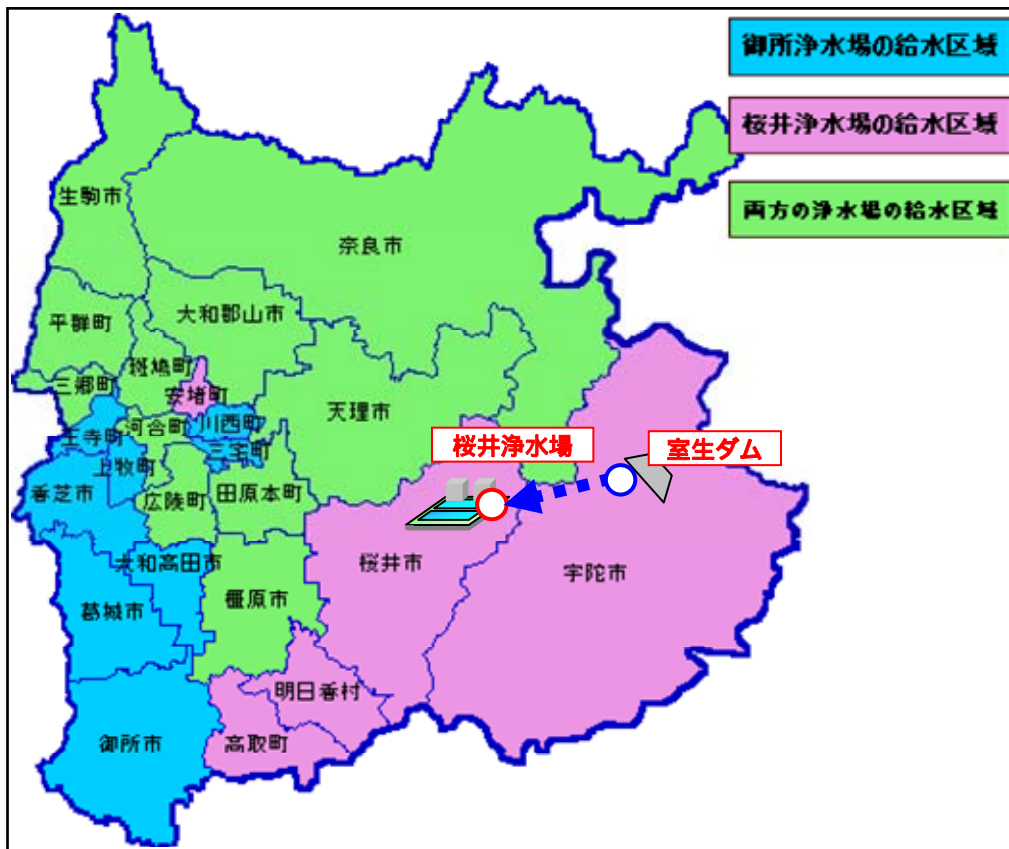 御所浄水場の給水区域
桜井浄水場の給水区域
両方の浄水場の給水区域
生駒市
奈良市
平群町
大和郡山市
斑鳩町
三郷町
安堵町
天理市
川西町
河合町
王寺町
三宅町
上牧町
香芝市
広陵町
田原本町
桜井浄水場
室生ダム
大和高田市
桜井市
宇陀市
葛城市
橿原市
明日香村
御所市
高取町